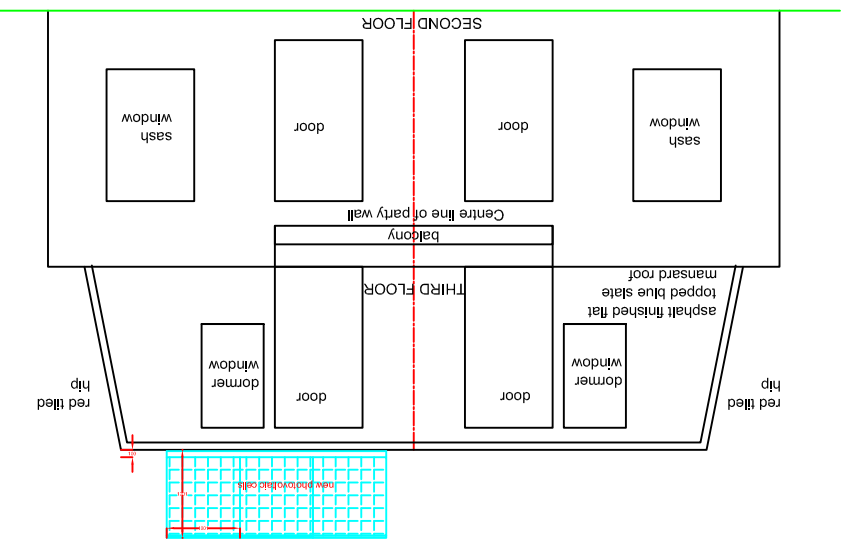 new photovoltaic cells
red tiled
hip
dormer
window
door
door
dormer
window
red tiled
hip
asphalt finished flat
topped blue slate
mansard roof
THIRD FLOOR
balcony
Centre line of party wall
sash
window
door
door
sash
window
SECOND FLOOR